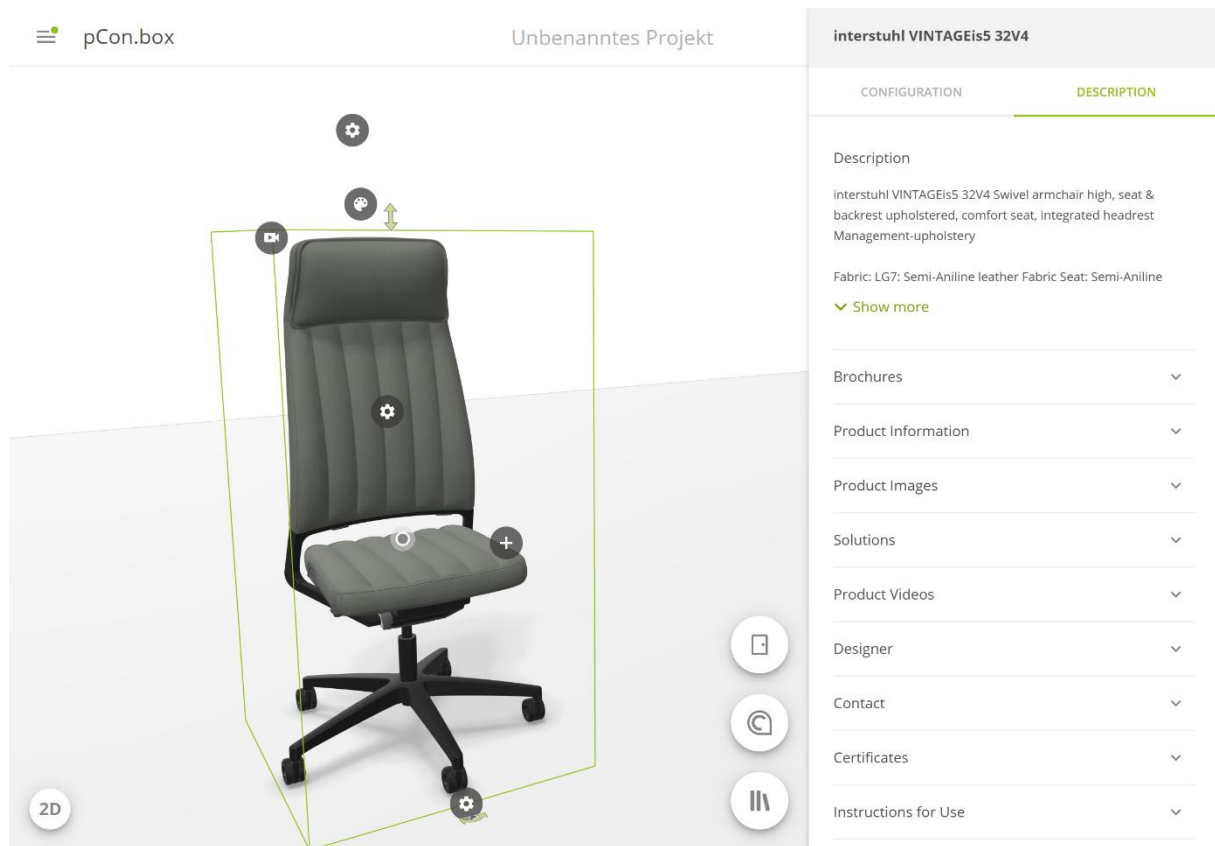 pCon.box
Unbenanntes Projekt
interstuhl VINTAGEis5 32V4
CONFIGURATION
DESCRIPTION
Description
interstuhl VINTAGEis5 32V4 Swivel armchair high, seat &
backrest upholstered, comfort seat, integrated headrest
Management-upholstery
Fabric: LG7: Semi-Aniline leather Fabric Seat: Semi-Aniline
Show more
Brochures
Product Information
Product Images
Solutions
Product Videos
Designer
Contact
Certificates
Instructions for Use
2D